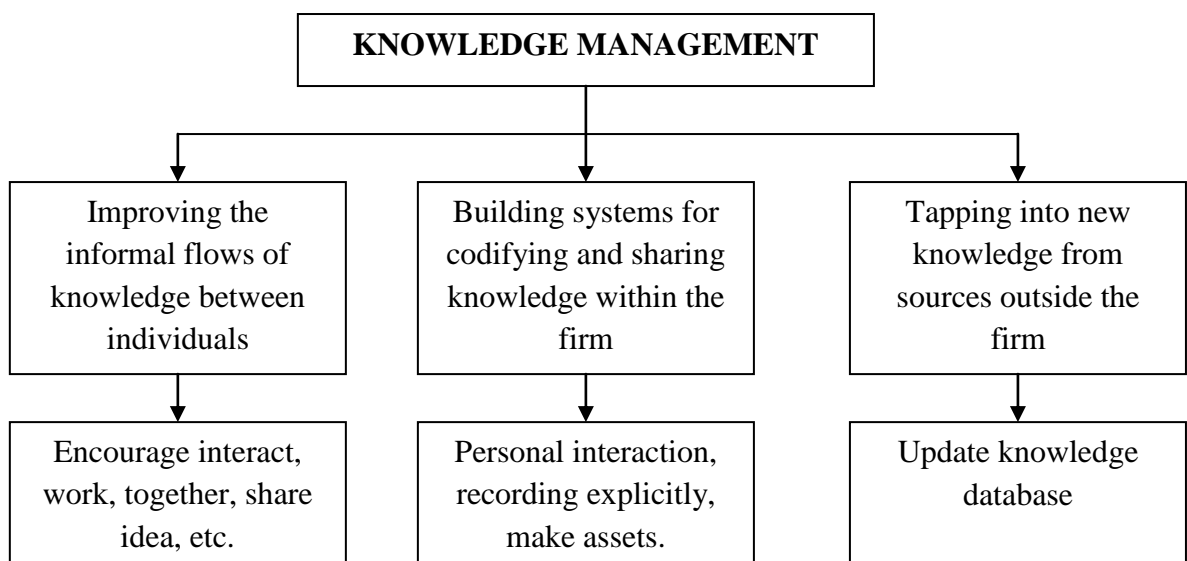 KNOWLEDGE MANAGEMENT
Improving the
informal flows of
knowledge between
individuals
Building systems for
codifying and sharing
knowledge within the
firm
Tapping into new
knowledge from
sources outside the
firm
Encourage interact,
work, together, share
idea, etc.
Personal interaction,
recording explicitly,
make assets.
Update knowledge
database